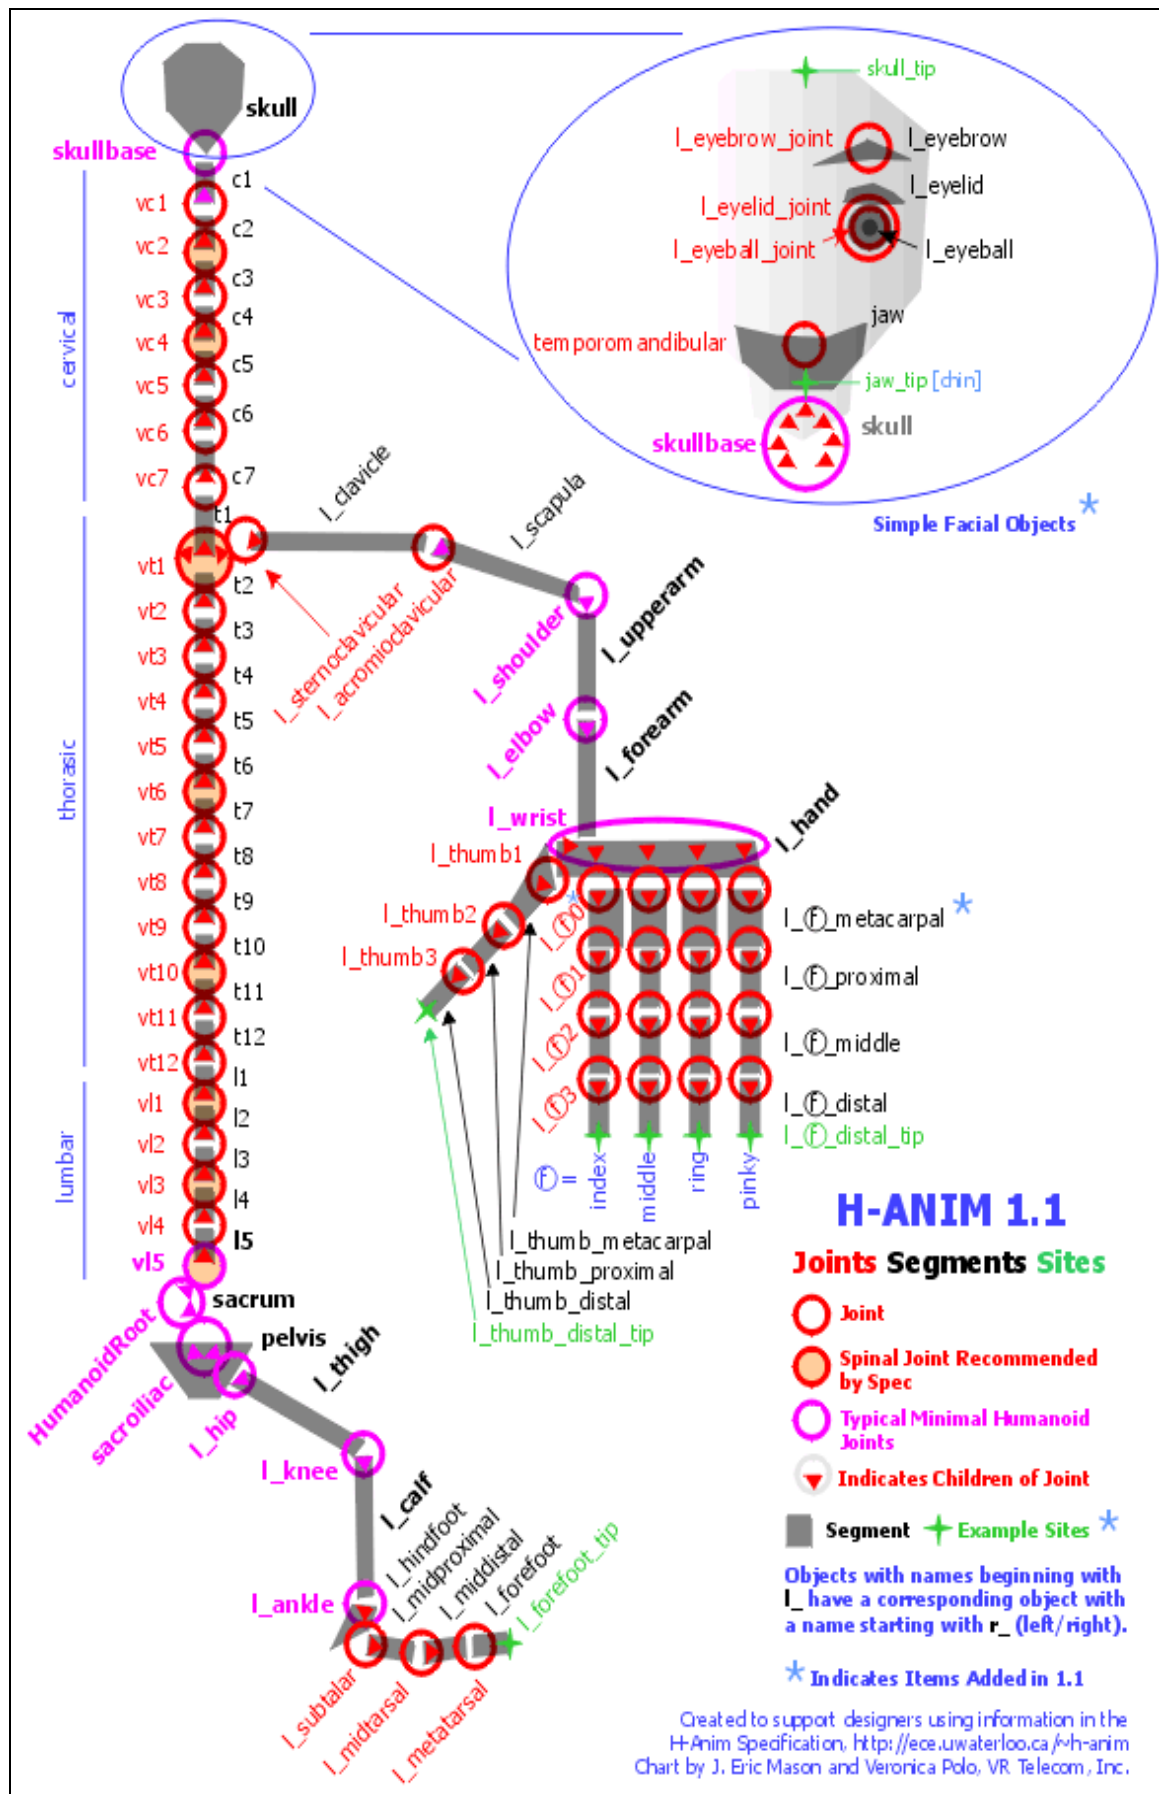 skull
skullbase
c1
vc1
c2
vc2
c3
vc3
c4
vc4
c5
vc5
c6
vc6
c7
vc7
cervical
t1
vt1
t2
vt2
t3
vt3
t4
vt4
t5
vt5
t6
vt6
t7
vt7
t8
vt8
t9
vt9
t10
vt10
t11
vt11
t12
vt12
thorasic
l1
vl1
l2
vl2
l3
vl3
l4
vl4
l5
vl5
lumbar
sacrum
HumanoidRoot
pelvis
sacroiliac
l_hip
l_thigh
l_knee
l_calf
l_ankle
l_hindfoot
l_midproximal
l_middistal
l_forefoot
l_forefoot_tip
l_subtalar
l_midtarsal
l_metatarsal
l_clavicle
l_scapula
l_sternoclavicular
l_acromioclavicular
l_shoulder
l_upperarm
l_elbow
l_forearm
l_wrist
l_hand
l_thumb1
l_thumb2
l_thumb3
*
l_ⓕ0
l_ⓕ1
l_ⓕ2
l_ⓕ3
l_ⓕ_metacarpal *
l_ⓕ_proximal
l_ⓕ_middle
l_ⓕ_distal
l_ⓕ_distal_tip
ⓕ =
index
middle
ring
pinky
l_thumb_metacarpal
l_thumb_proximal
l_thumb_distal
l_thumb_distal_tip
skull_tip
l_eyebrow_joint
l_eyebrow
l_eyelid
l_eyelid_joint
l_eyeball_joint
l_eyeball
jaw
temporomandibular
jaw_tip [chin]
skull
skullbase
Simple Facial Objects *
H-ANIM 1.1
Joints Segments Sites
Joint
Spinal Joint Recommended
by Spec
Typical Minimal Humanoid
Joints
Indicates Children of Joint
Segment
Example Sites *
Objects with names beginning with
l_ have a corresponding object with
a name starting with r_ (left/right).
* Indicates Items Added in 1.1
Created to support designers using information in the
H-Anim Specification, http://ece.uwaterloo.ca/~h-anim
Chart by J. Eric Mason and Veronica Polo, VR Telecom, Inc.